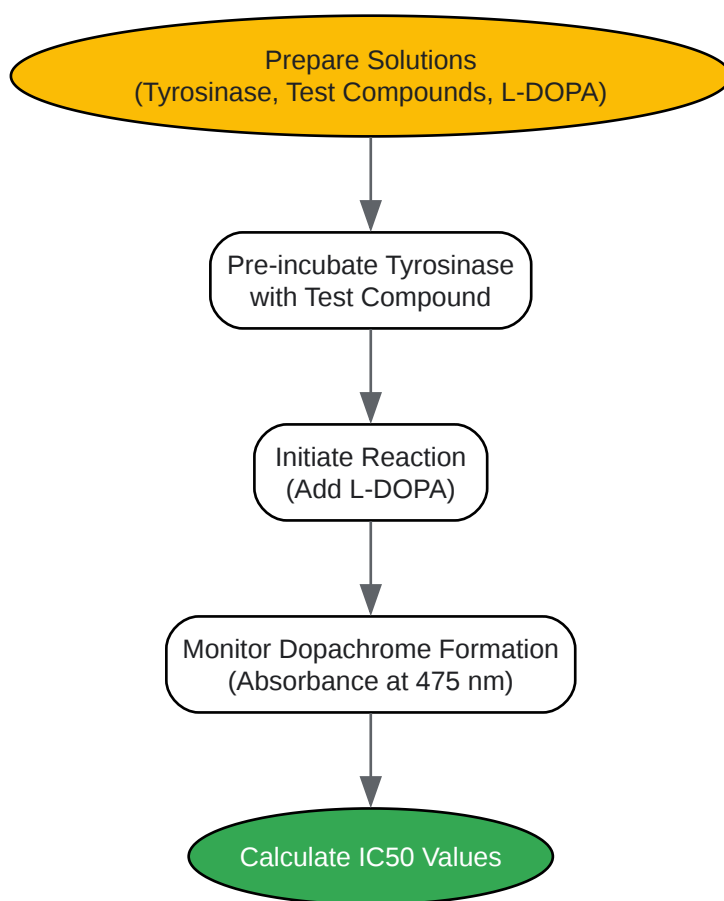 Prepare Solutions
(Tyrosinase, Test Compounds, L-DOPA)
Pre-incubate Tyrosinase
with Test Compound
Initiate Reaction
(Add L-DOPA)
Monitor Dopachrome Formation
(Absorbance at 475 nm)
Calculate IC50 Values